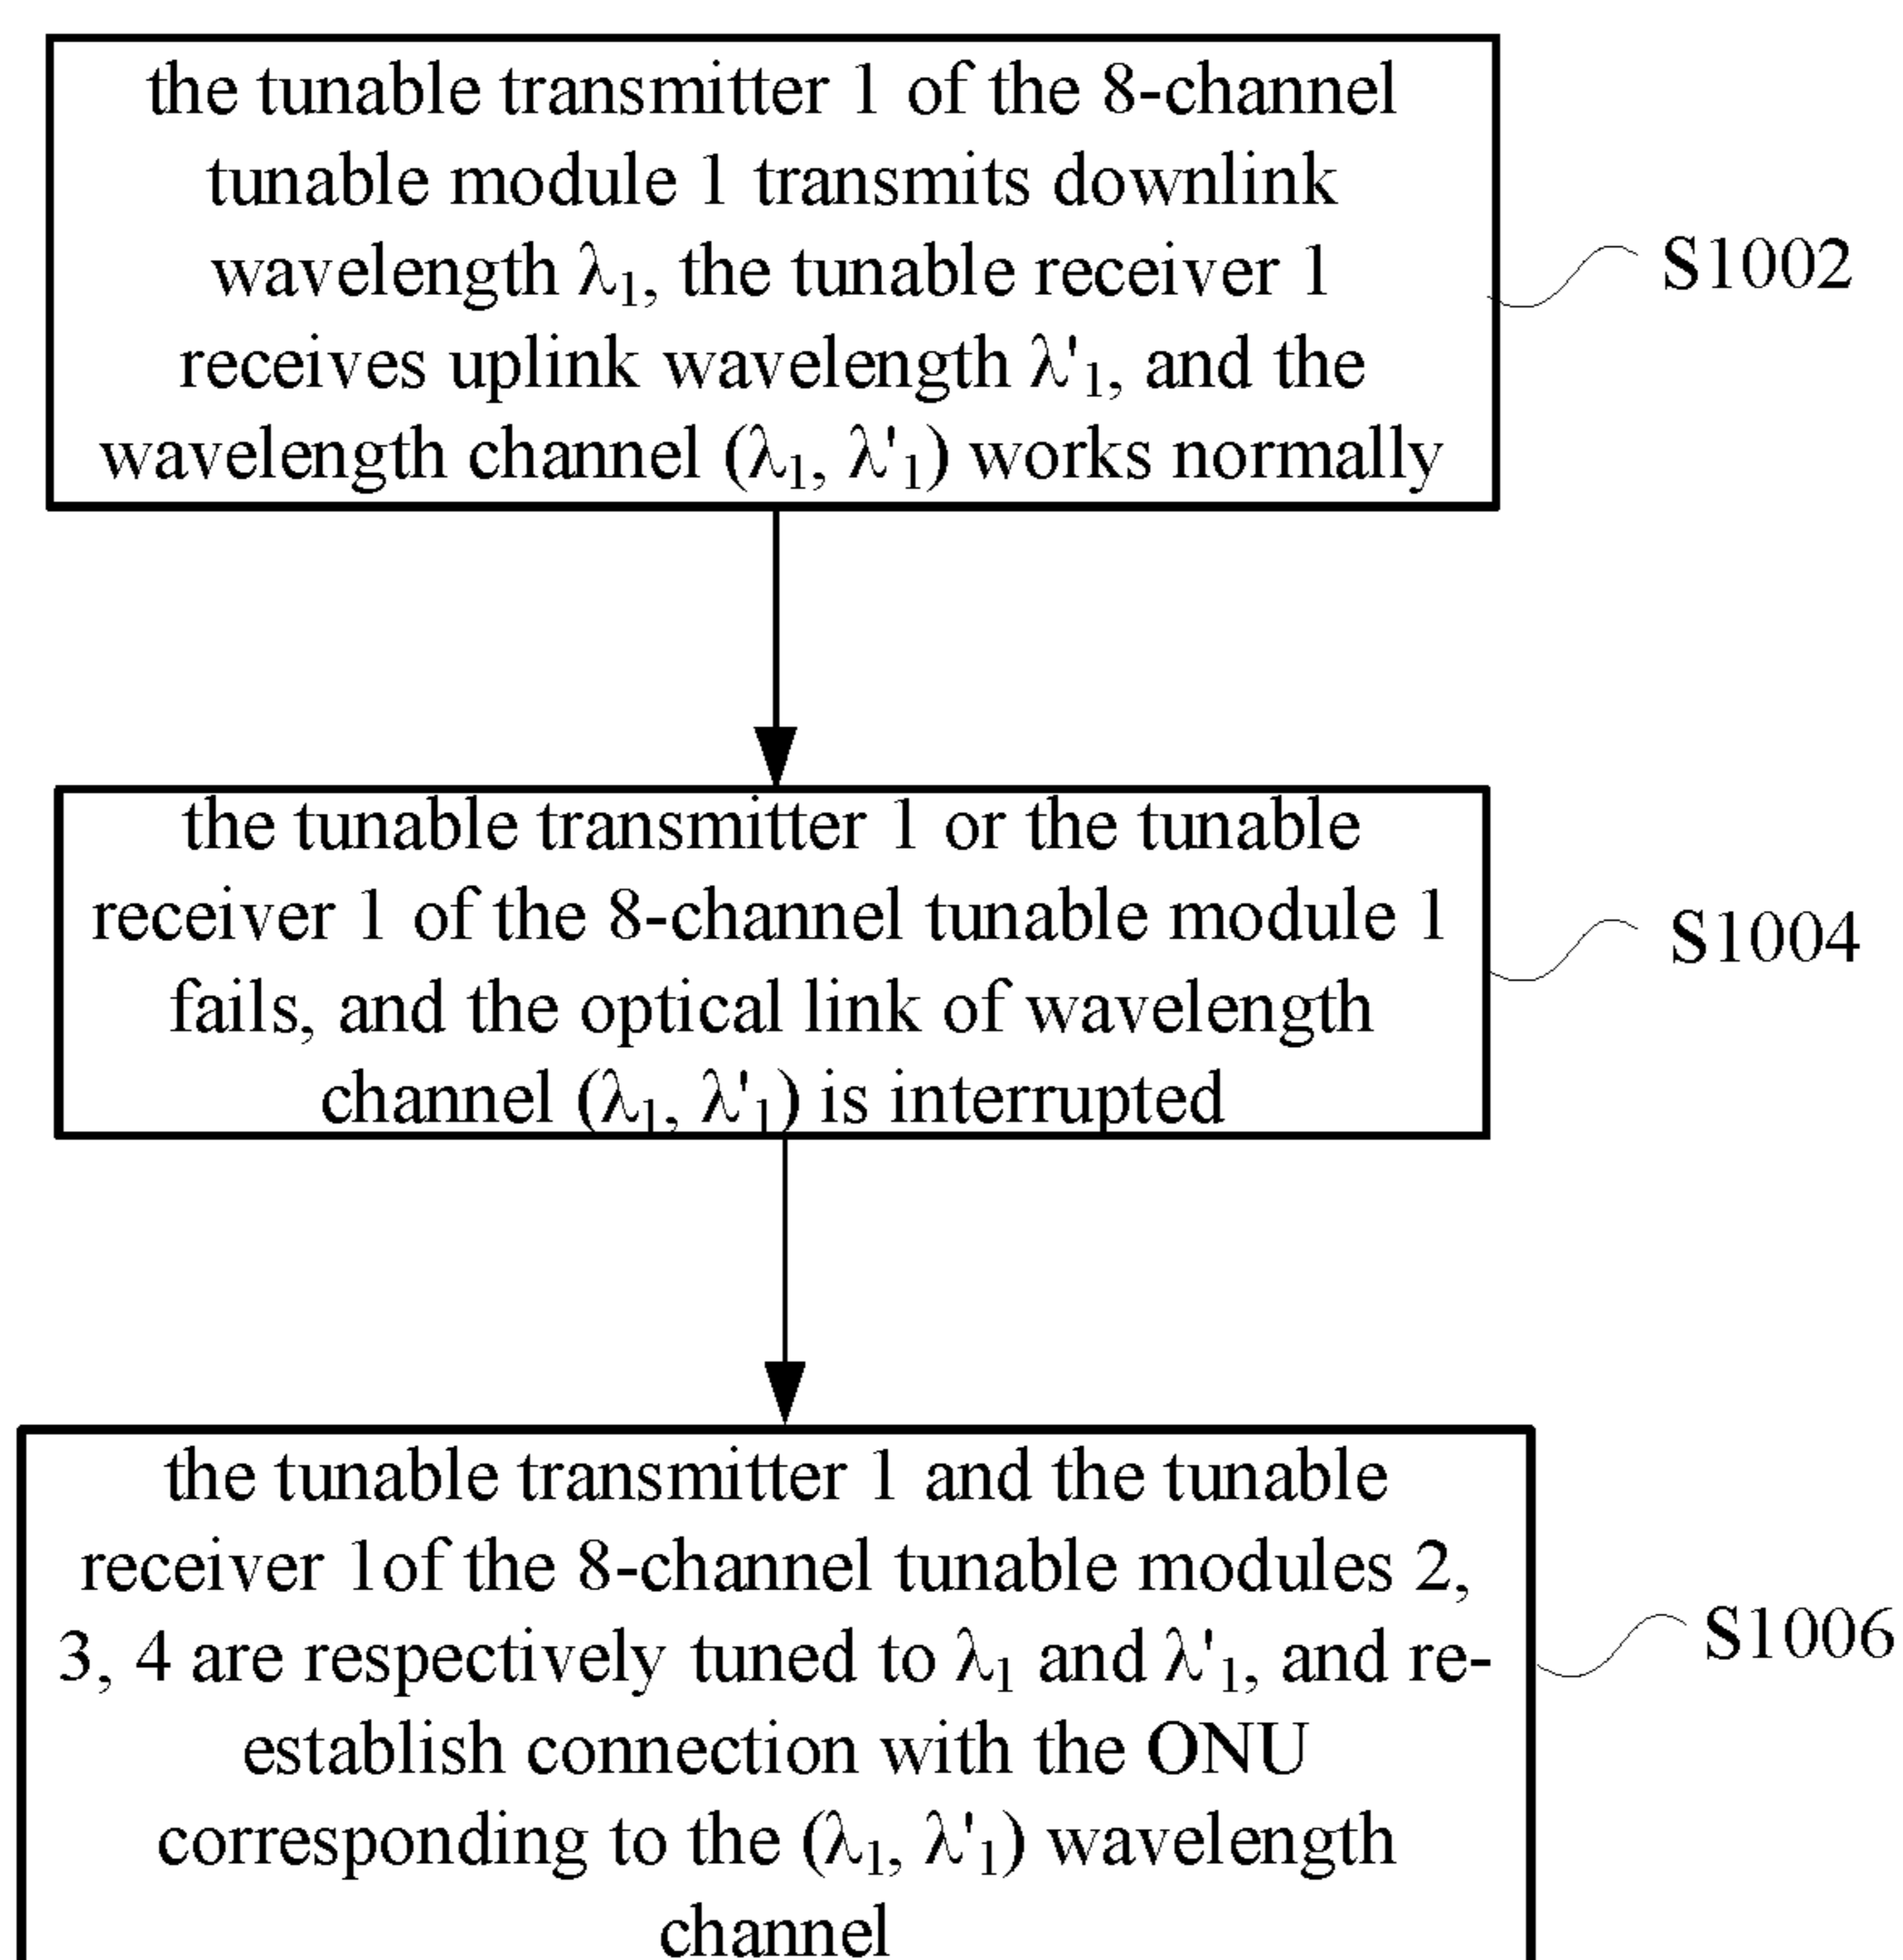 the tunable transmitter 1 of the 8-channel
tunable module 1 transmits downlink
wavelength λ₁, the tunable receiver 1
receives uplink wavelength λ'₁, and the
wavelength channel (λ₁, λ'₁) works normally
S1002
the tunable transmitter 1 or the tunable
receiver 1 of the 8-channel tunable module 1
fails, and the optical link of wavelength
channel (λ₁, λ'₁) is interrupted
S1004
the tunable transmitter 1 and the tunable
receiver 1of the 8-channel tunable modules 2,
3, 4 are respectively tuned to λ₁ and λ'₁, and re-
establish connection with the ONU
corresponding to the (λ₁, λ'₁) wavelength
channel
S1006